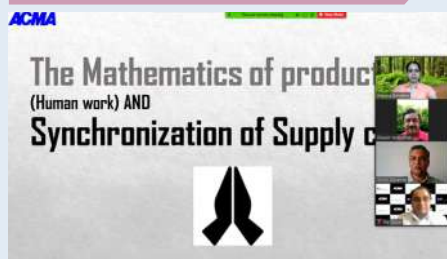 ACMA
The Mathematics of product
(Human work) AND
Synchronization of Supply c